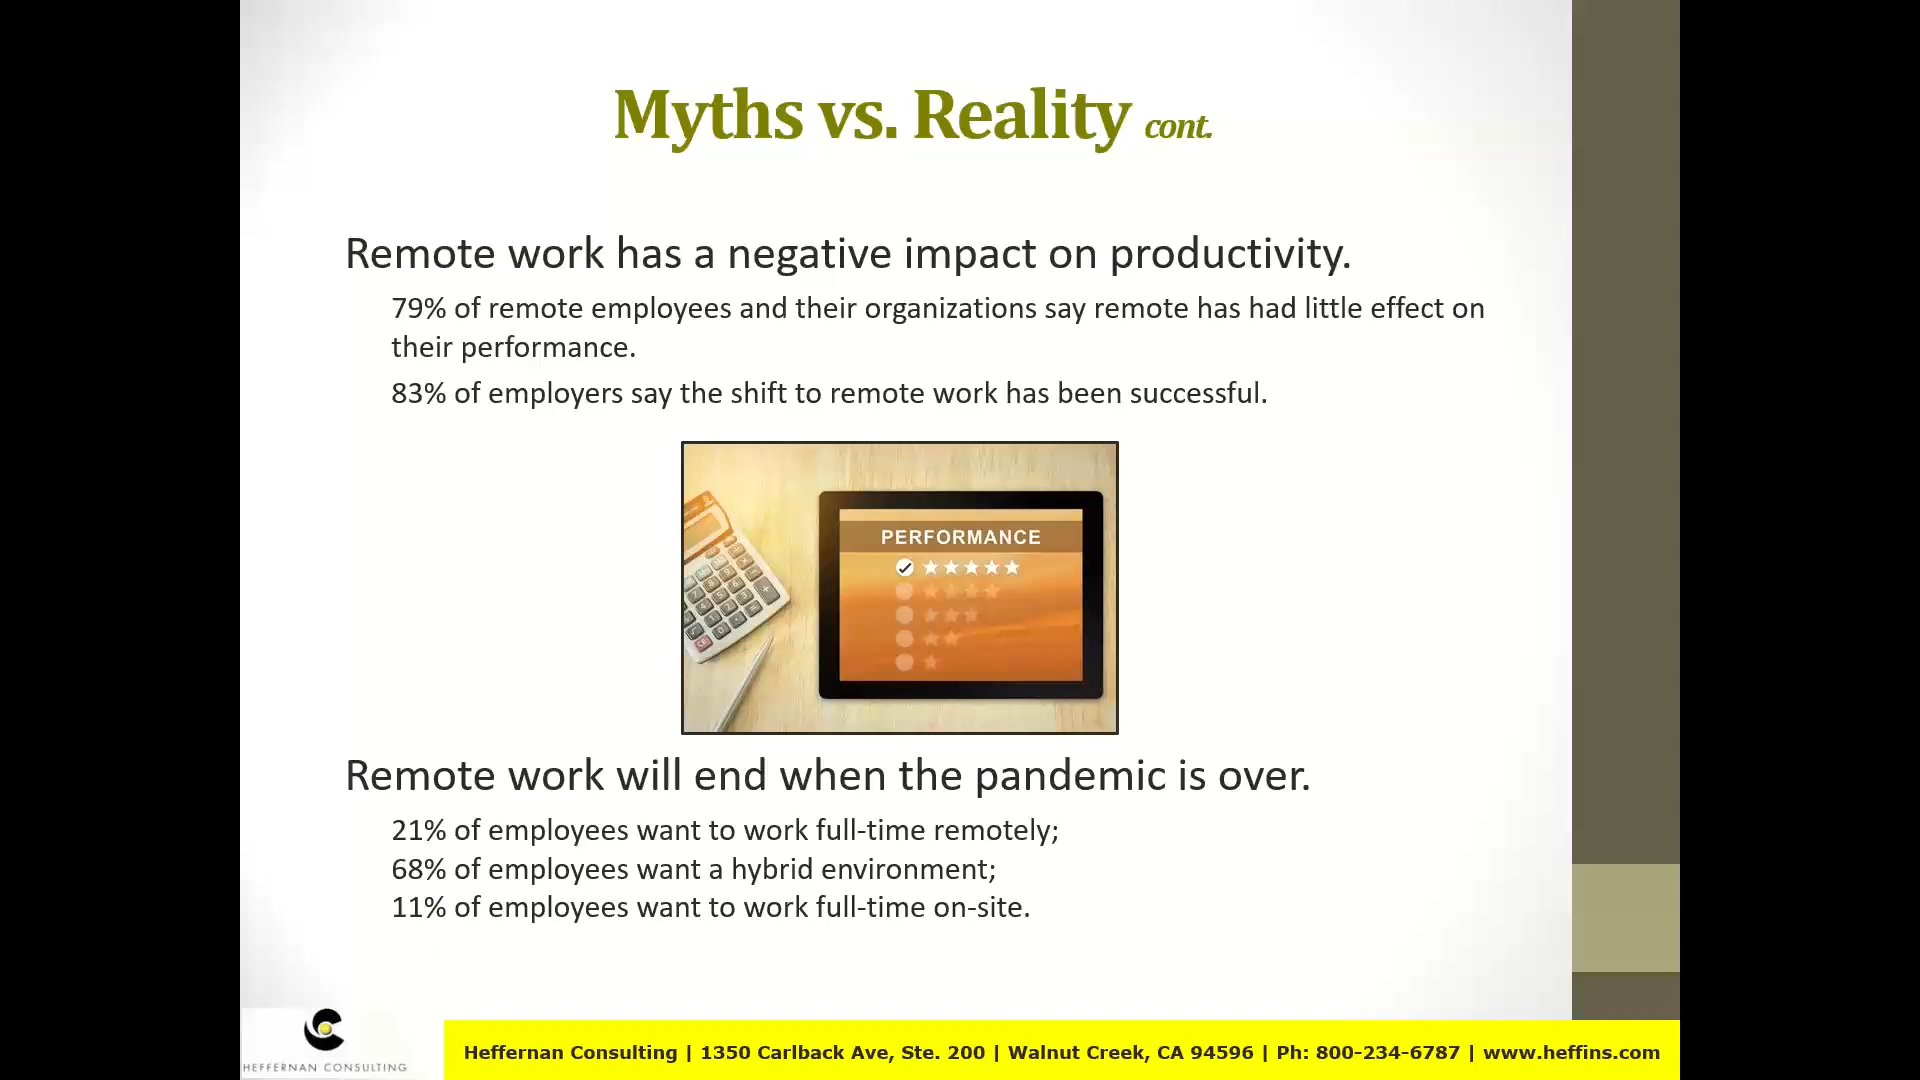 Myths vs. Reality cont.
Remote work has a negative impact on productivity.
79% of remote employees and their organizations say remote has had little effect on
their performance.
83% of employers say the shift to remote work has been successful.
PERFORMANCE
Remote work will end when the pandemic is over.
21% of employees want to work full-time remotely;
68% of employees want a hybrid environment;
11% of employees want to work full-time on-site.
HEFFERNAN CONSULTING
Heffernan Consulting | 1350 Carlback Ave, Ste. 200 | Walnut Creek, CA 94596 | Ph: 800-234-6787 | www.heffins.com